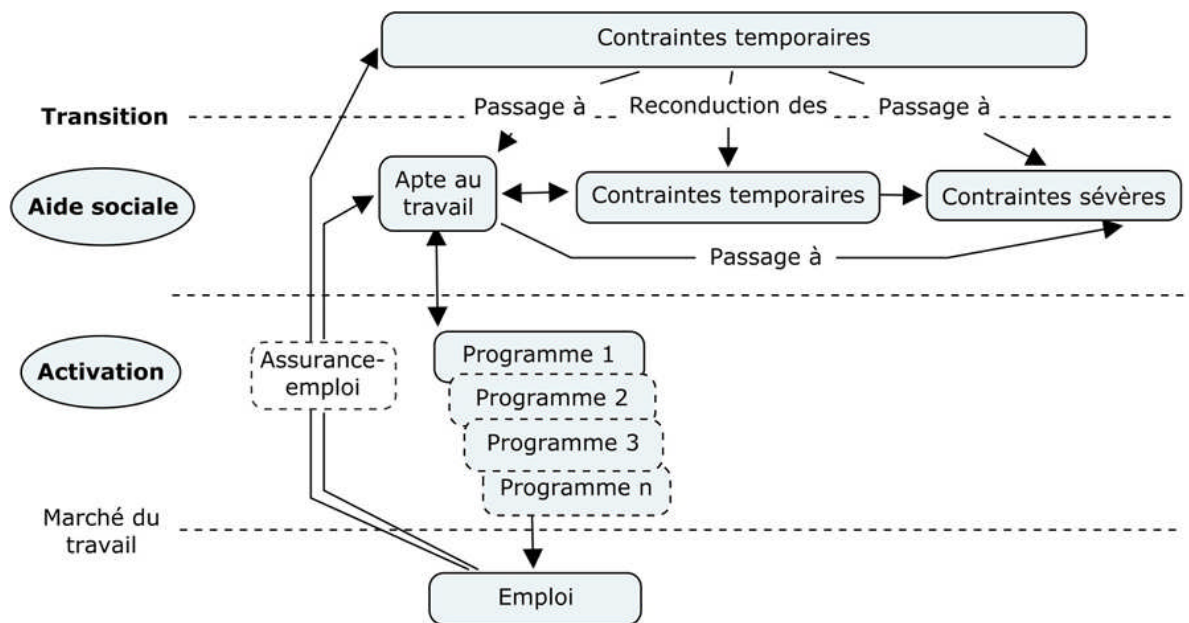 Contraintes temporaires
Passage à
Reconduction des
Passage à
Transition
Apte au
travail
Contraintes temporaires
Contraintes sévères
Aide sociale
Passage à
Assurance-
emploi
Programme 1
Activation
Programme 2
Programme 3
Programme n
Marché du
travail
Emploi